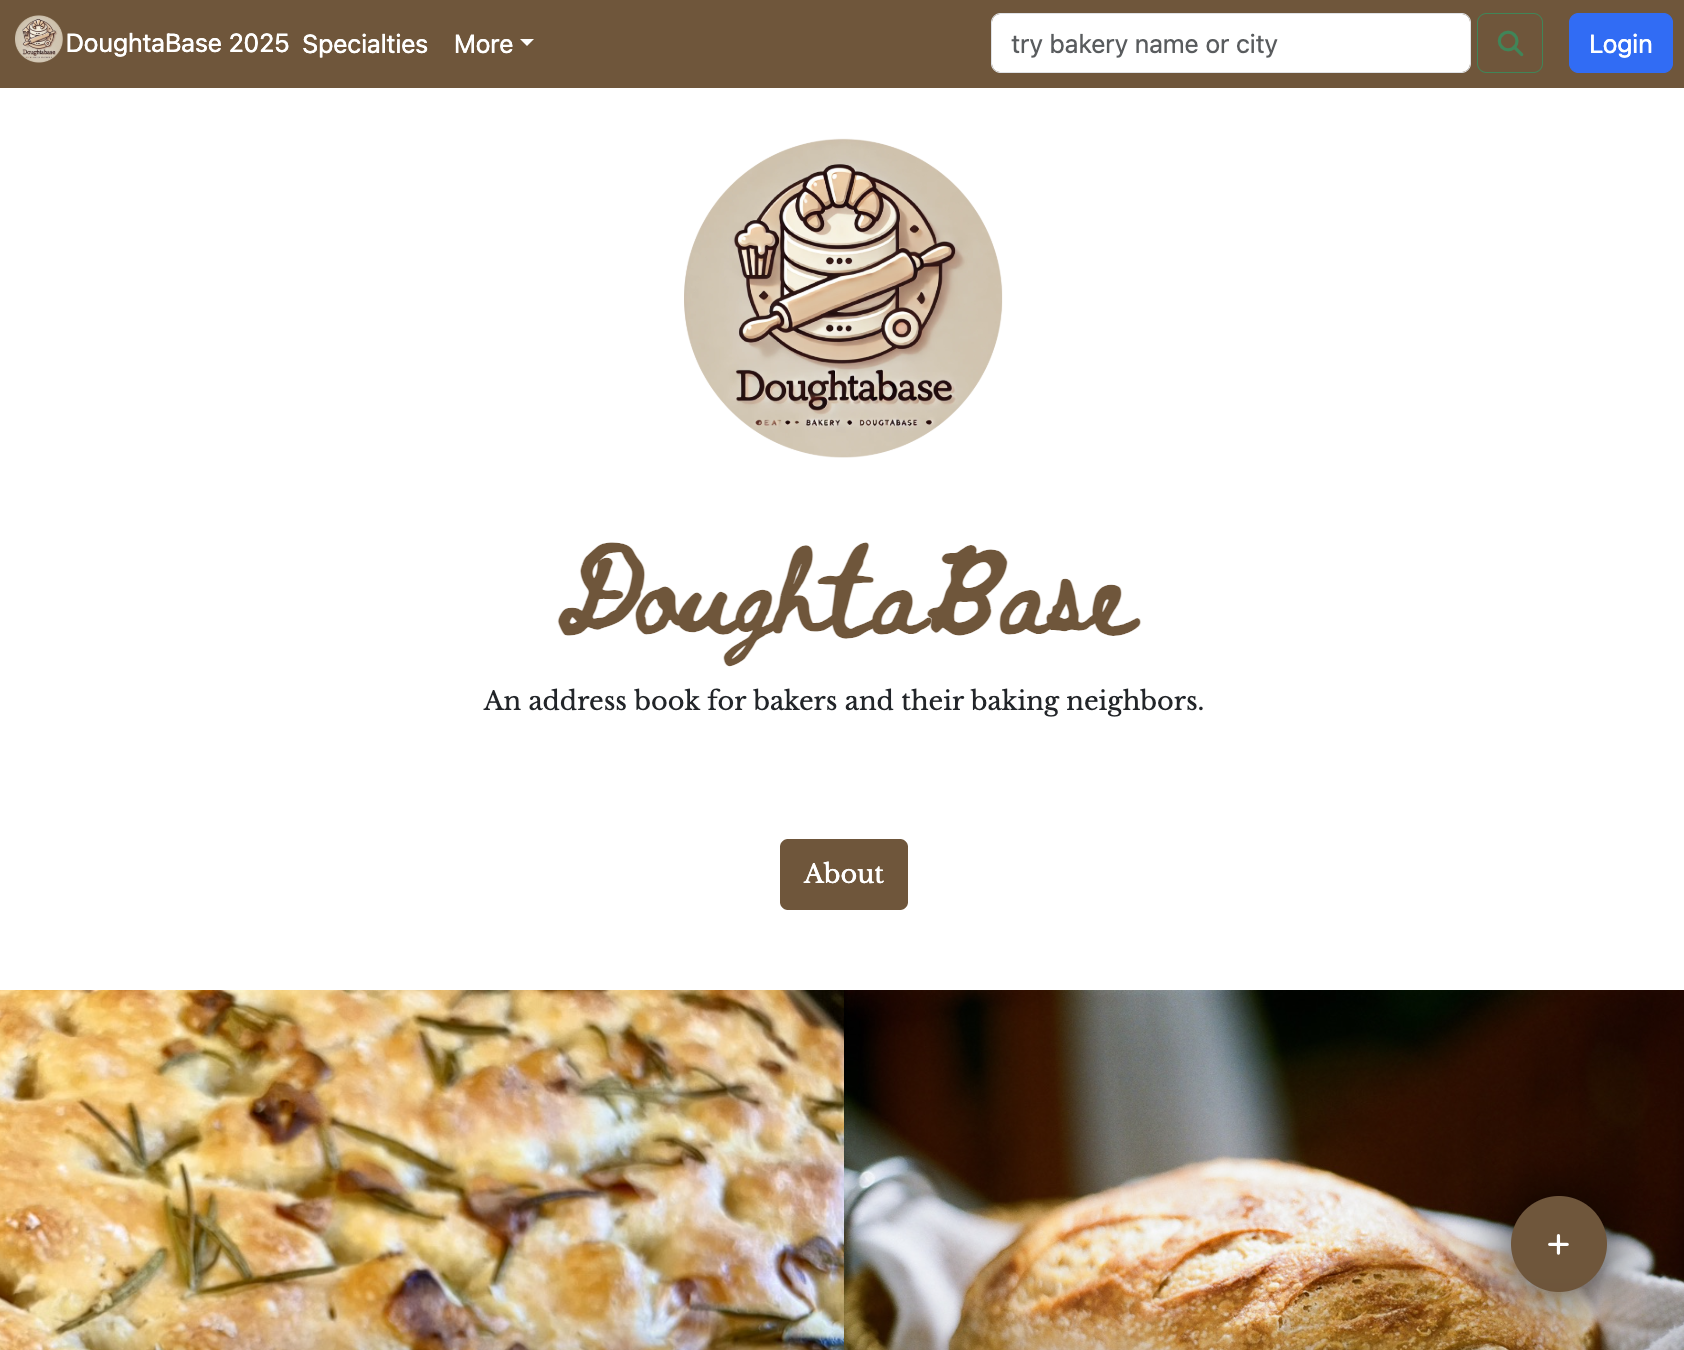 DoughtaBase 2025 Specialties More try bakery name or city Login
Doughtabase
EAT BAKERY DOUGTABASE
DoughtaBase
An address book for bakers and their baking neighbors.
About
+